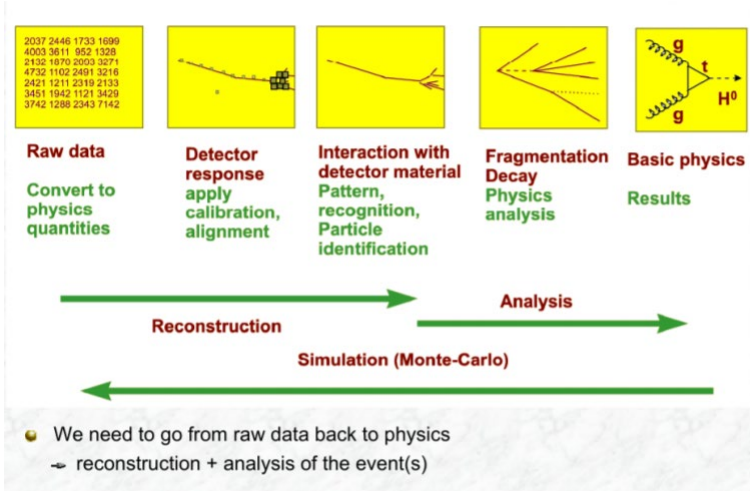 2037 2446 1733 1699
4003 3611 952 1328
2132 1870 2003 3271
4732 1102 2491 3216
2421 1211 2319 2133
3451 1942 1121 3429
3742 1288 2343 7142
g
t
H⁰
g
Raw data
Convert to
physics
quantities
Detector
response
apply
calibration,
alignment
Interaction with
detector material
Pattern,
recognition,
Particle
identification
Fragmentation
Decay
Physics
analysis
Basic physics
Results
Analysis
Reconstruction
Simulation (Monte-Carlo)
We need to go from raw data back to physics
reconstruction + analysis of the event(s)